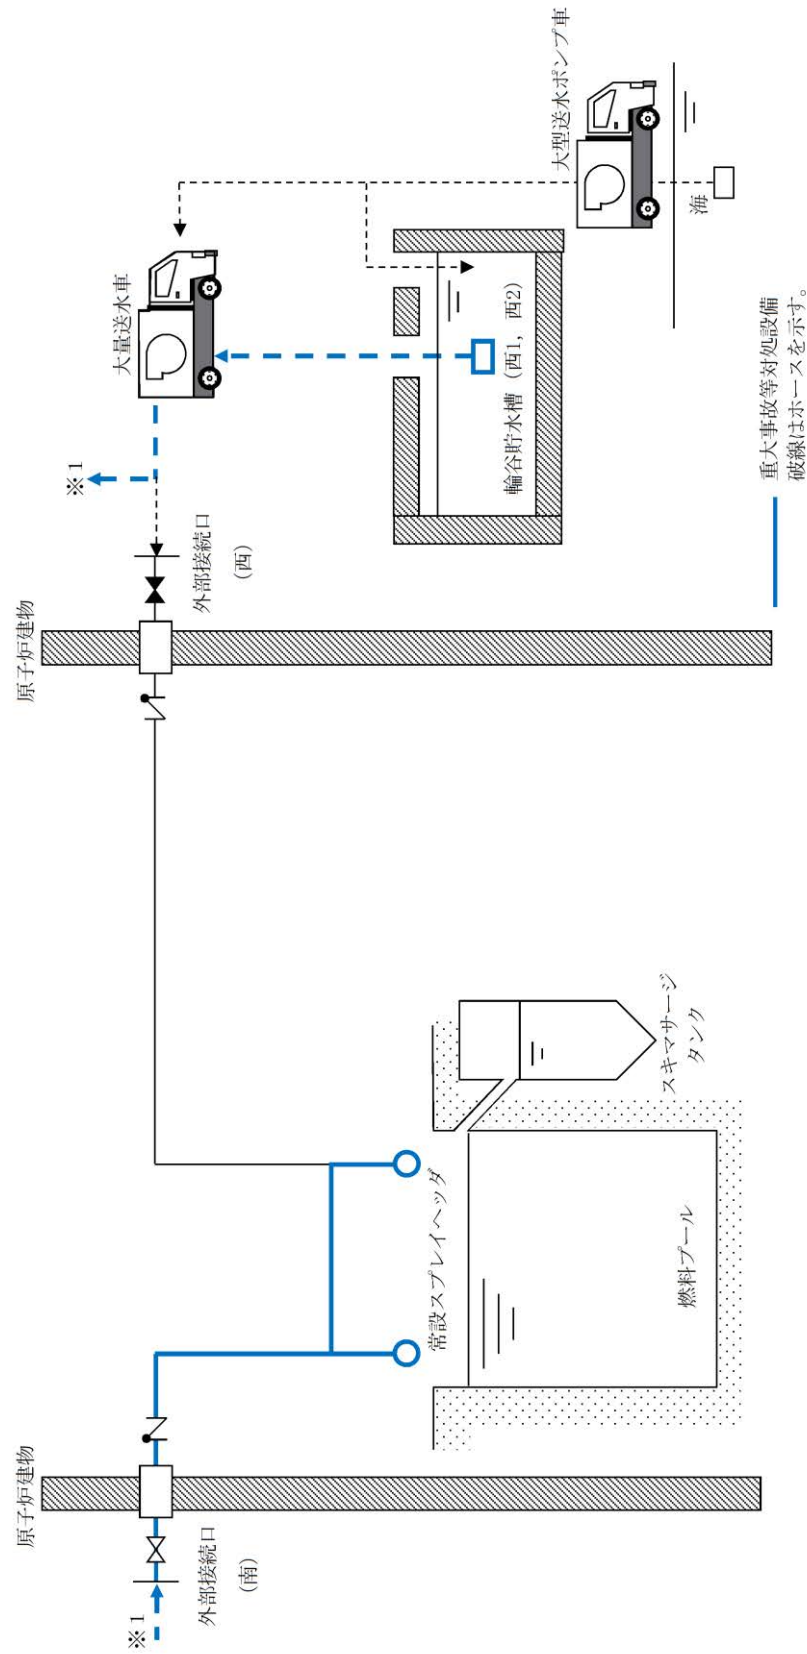 原子炉建物
※1
外部接続口
(南)
常設スプレイヘッダ
燃料プール
スキマサージ
タンク
原子炉建物
外部接続口
(西)
※1
大量送水車
輪谷貯水槽（西1, 西2）
大型送水ポンプ車
海
重大事故等対処設備
破線はホースを示す。